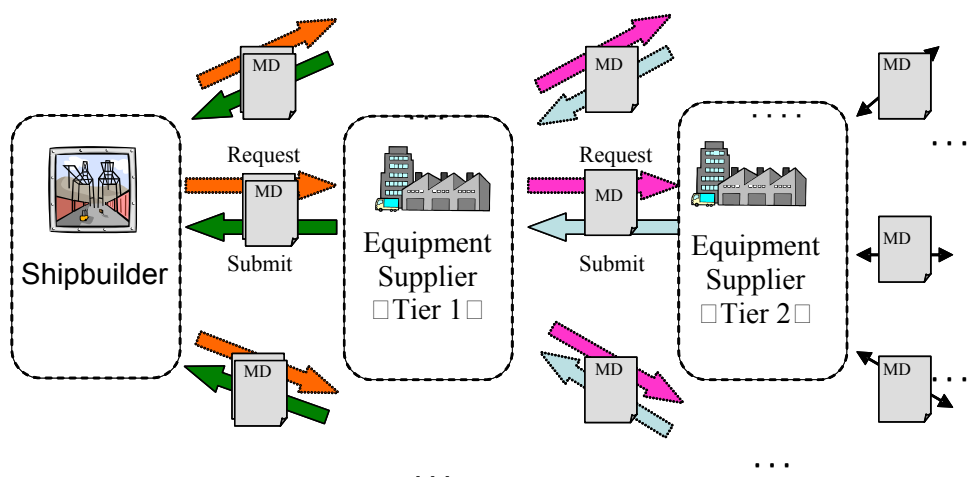 MD
MD
MD
. . . .
. . . .
. . .
Request
MD
Submit
Request
MD
Submit
MD
Shipbuilder
Equipment
Supplier
□Tier 1□
Equipment
Supplier
□Tier 2□
MD
MD
MD
. . .
. . .
. . .